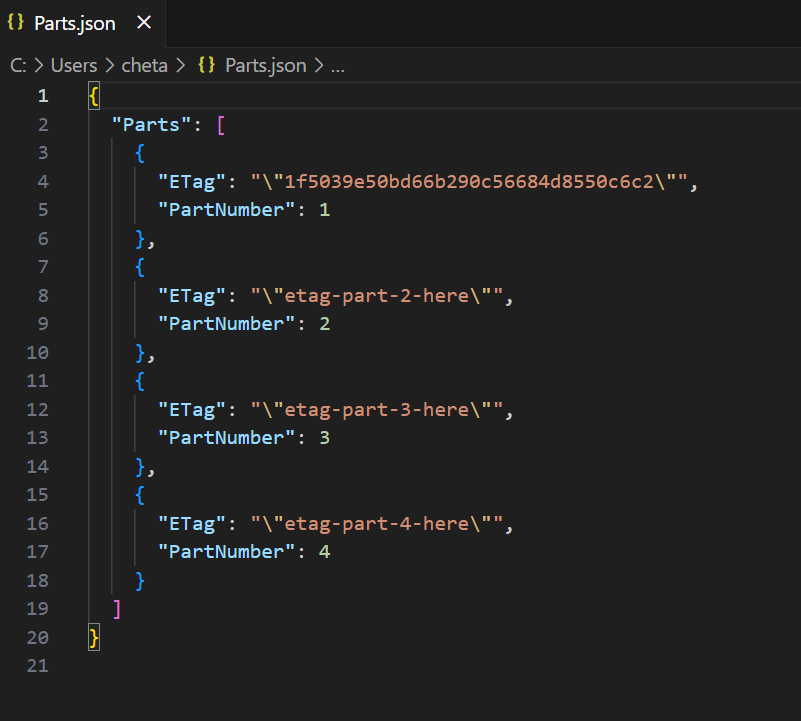 {} Parts.json ×
C: > Users > cheta > {} Parts.json > ...
1 {
2 "Parts": [
3 {
4 "ETag": "\"1f5039e50bd66b290c56684d8550c6c2\"",
5 "PartNumber": 1
6 },
7 {
8 "ETag": "\"etag-part-2-here\"",
9 "PartNumber": 2
10 },
11 {
12 "ETag": "\"etag-part-3-here\"",
13 "PartNumber": 3
14 },
15 {
16 "ETag": "\"etag-part-4-here\"",
17 "PartNumber": 4
18 }
19 ]
20 }
21